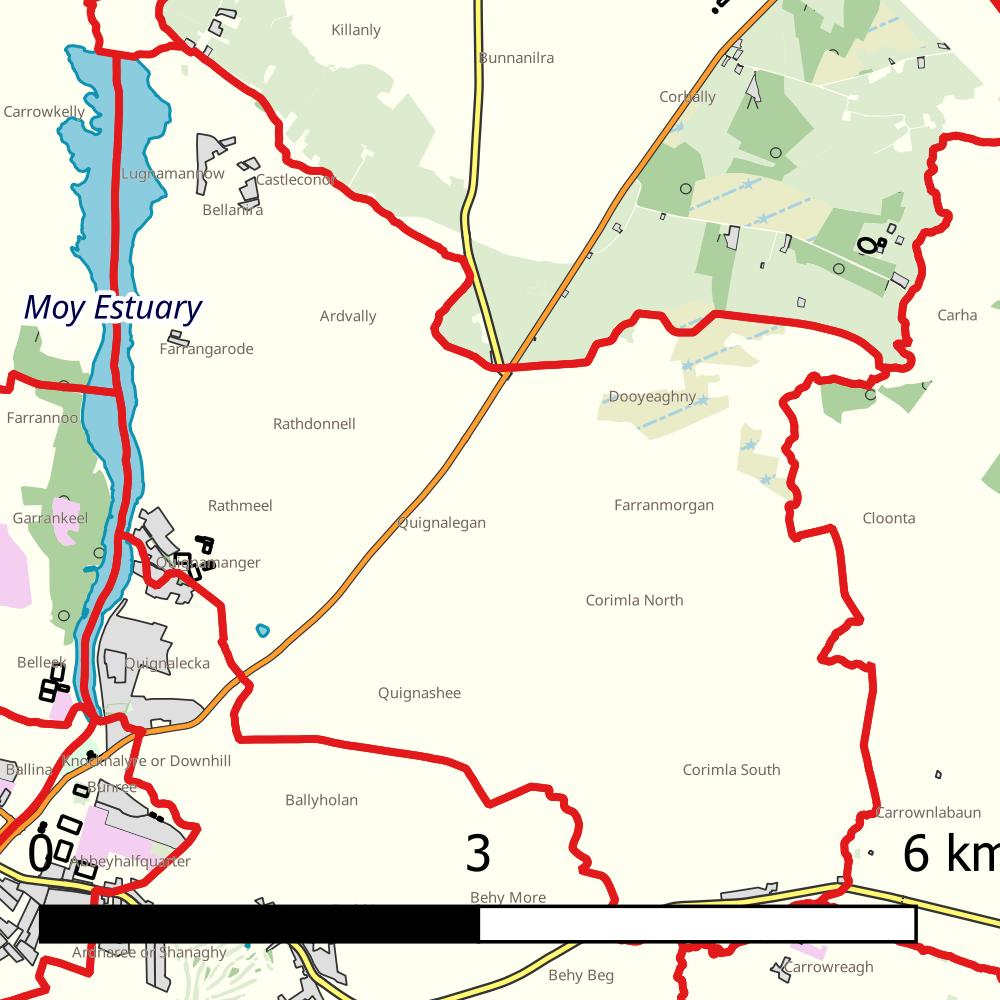 Killanly
Bunnanilra
Corbally
Carrowkelly
Lugnamannow
Castleconor
Bellanira
Moy Estuary
Ardvally
Carha
Farrangarode
Dooyeaghny
Farrannoo
Rathdonnell
Rathmeel
Farranmorgan
Garrankeel
Quignalegan
Cloonta
Quignamanger
Corimla North
Belleek
Quignalecka
Quignashee
Knocknalyre or Downhill
Ballina
Corimla South
Bunree
Ballyholan
Carrownlabaun
0
3
6 km
Abbeyhalfquarter
Behy More
Ardnaree or Shanaghy
Behy Beg
Carrowreagh